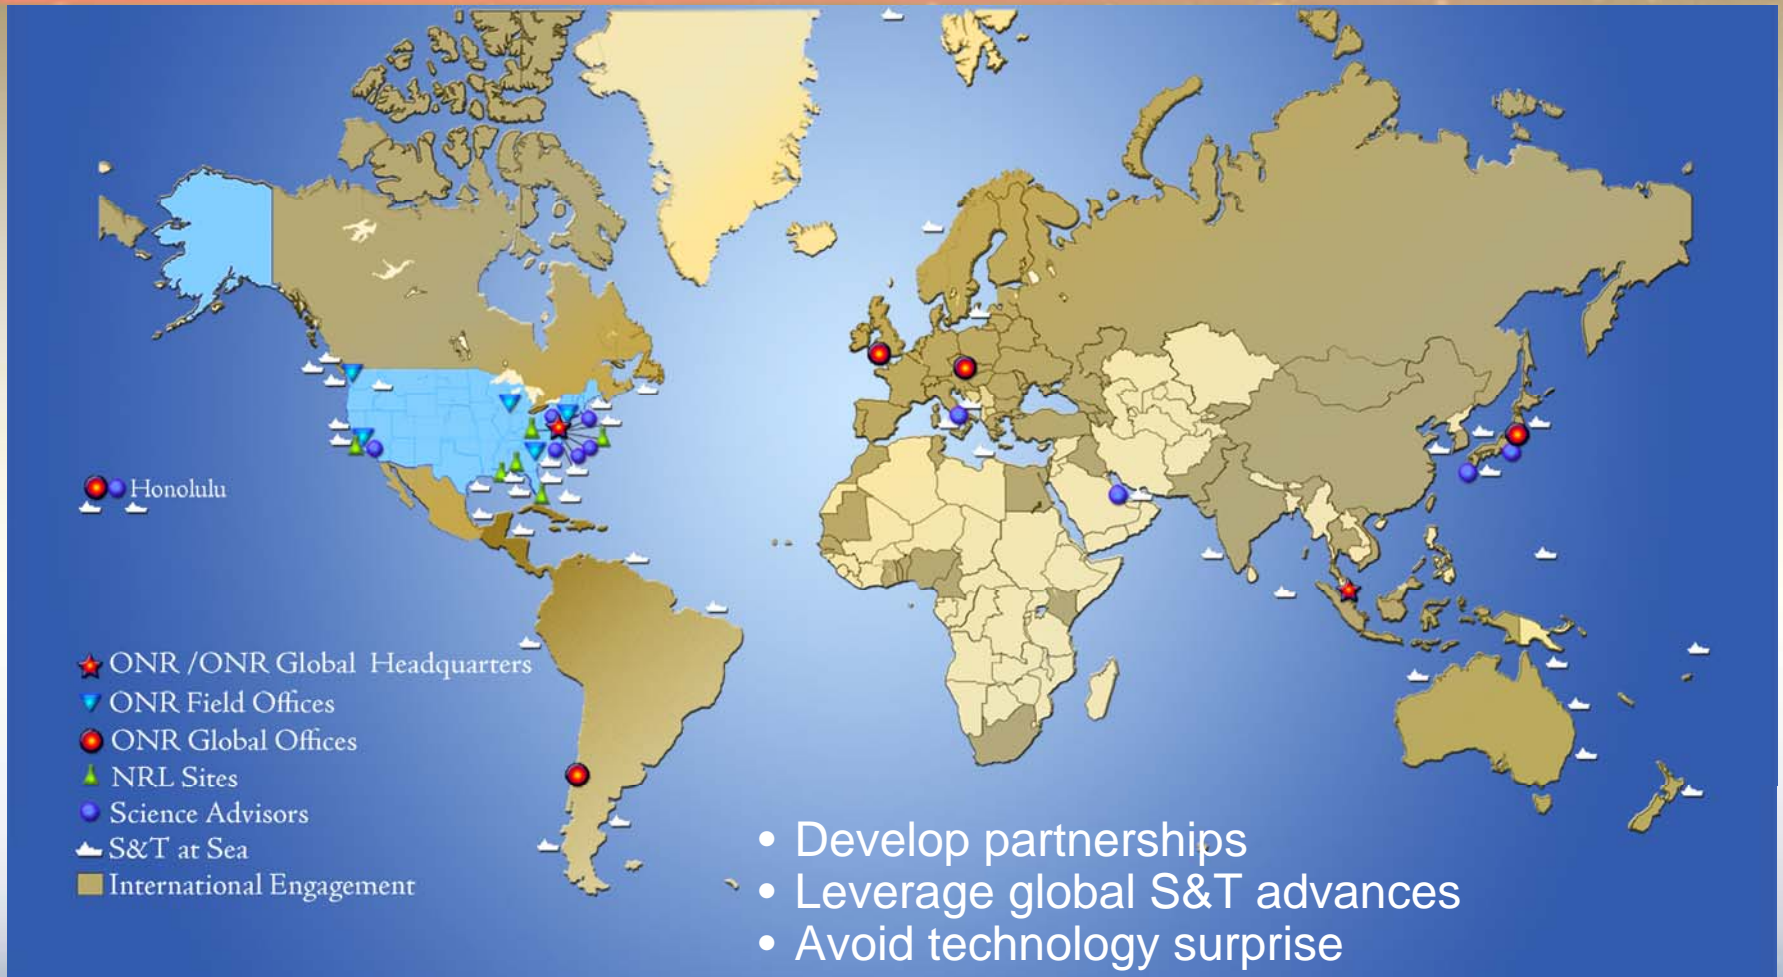 Honolulu
ONR /ONR Global Headquarters
ONR Field Offices
ONR Global Offices
NRL Sites
Science Advisors
S&T at Sea
International Engagement
• Develop partnerships
• Leverage global S&T advances
• Avoid technology surprise